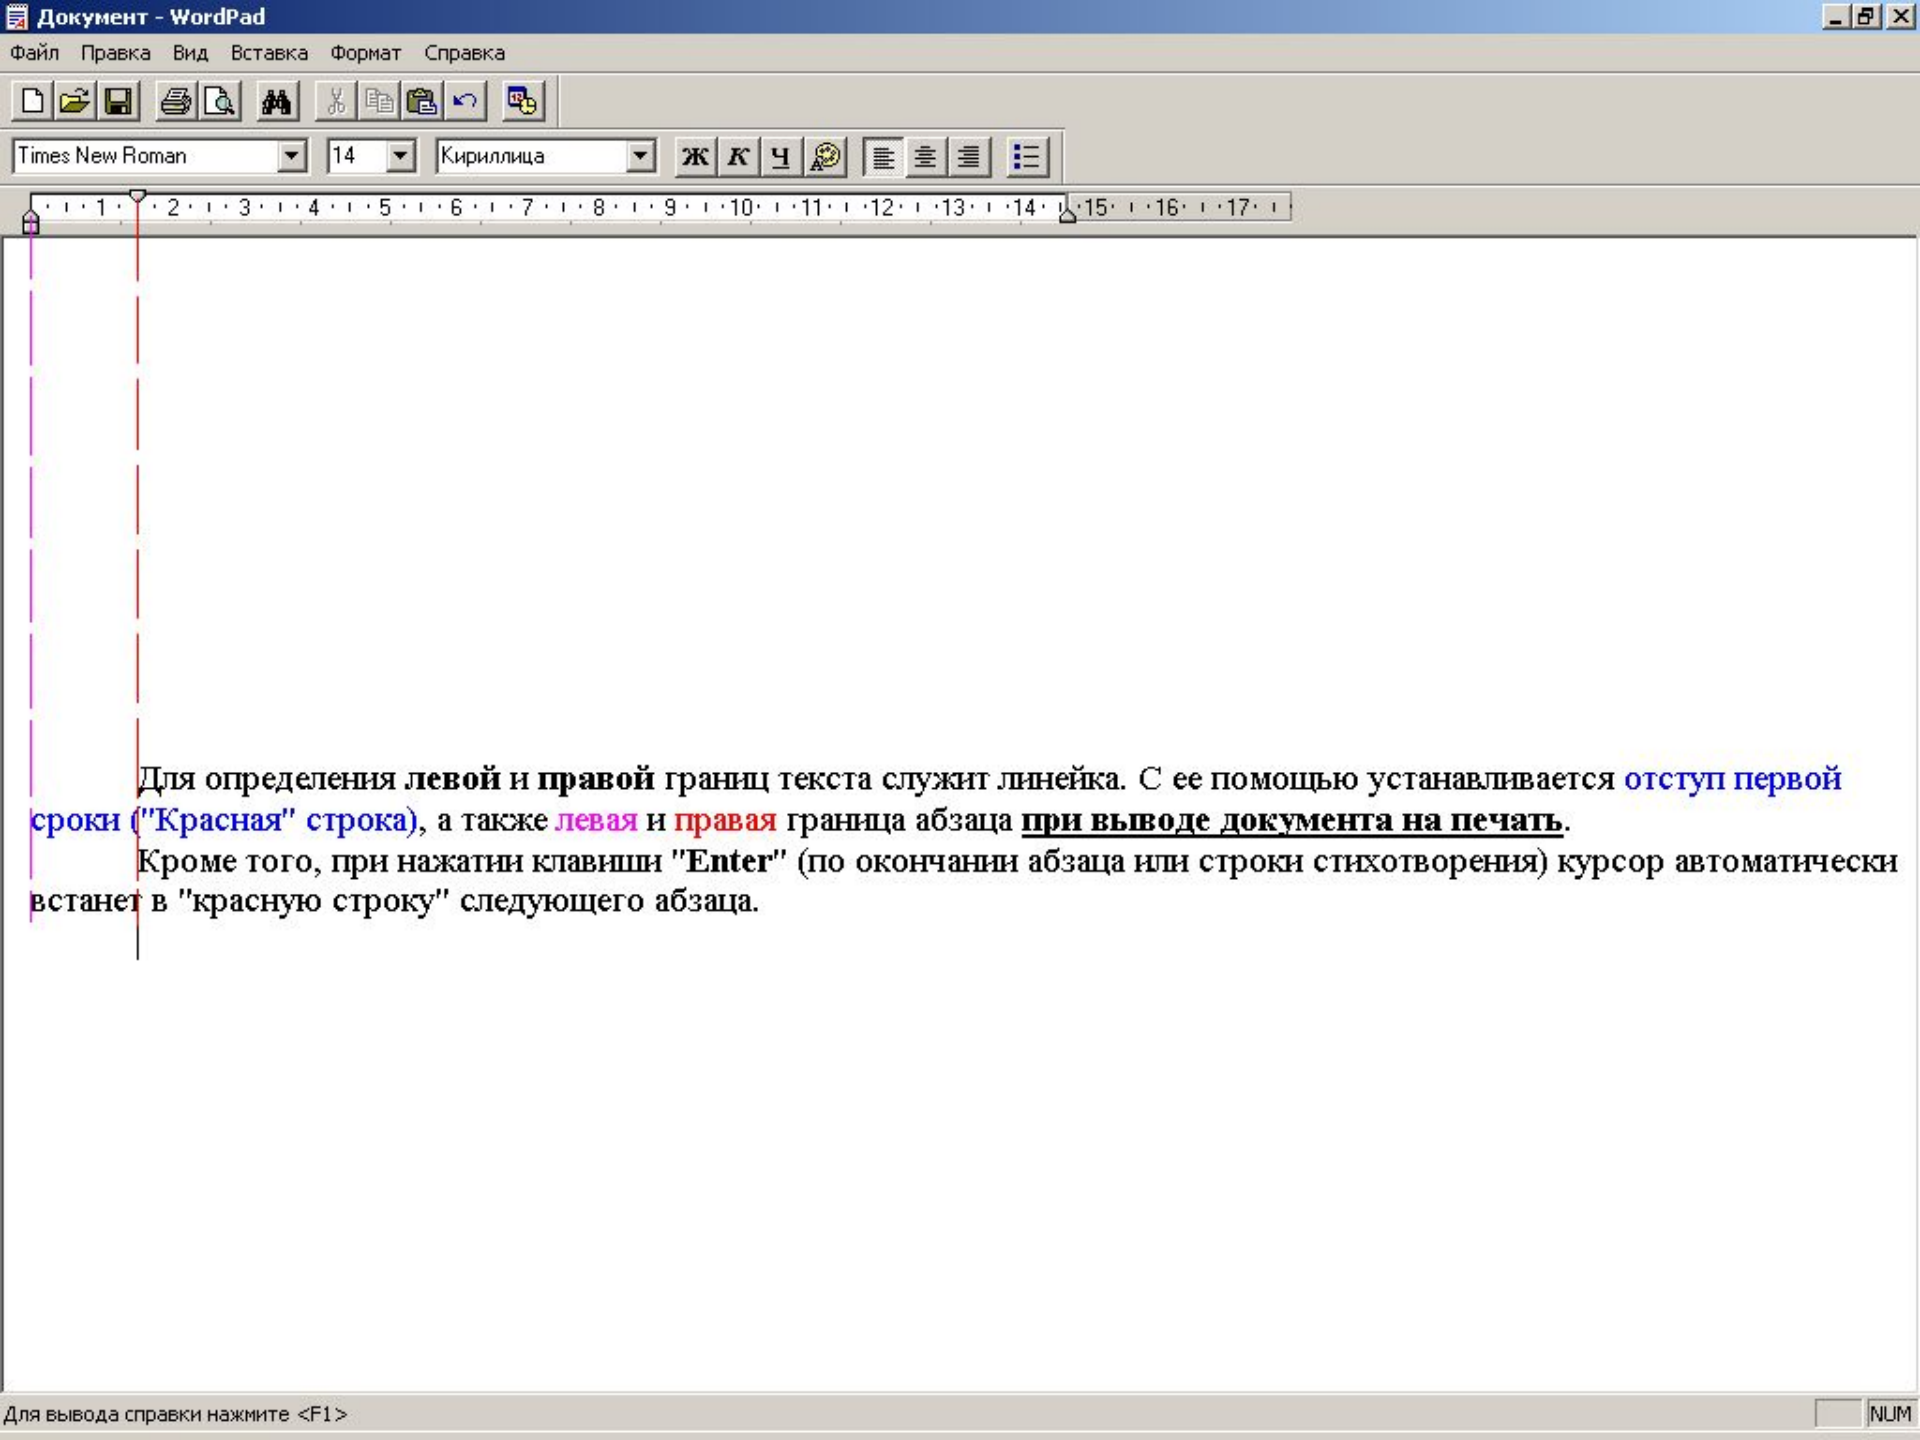 Документ - WordPad
Файл Правка Вид Вставка Формат Справка
Times New Roman 14 Кириллица Ж К Ч
1 2 3 4 5 6 7 8 9 10 11 12 13 14 15 16 17
Для определения левой и правой границ текста служит линейка. С ее помощью устанавливается отступ первой
сроки ("Красная" строка), а также левая и правая граница абзаца при выводе документа на печать.
Кроме того, при нажатии клавиши "Enter" (по окончании абзаца или строки стихотворения) курсор автоматически
встанет в "красную строку" следующего абзаца.
Для вывода справки нажмите <F1> NUM